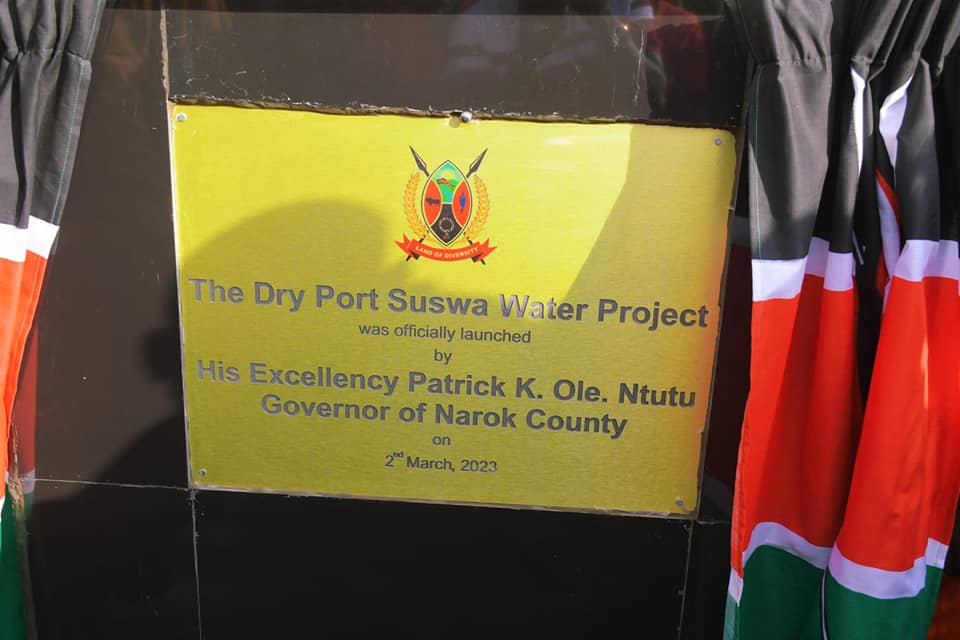 LAND OF DIVERSITY
The Dry Port Suswa Water Project
was officially launched
by
His Excellency Patrick K. Ole. Ntutu
Governor of Narok County
on
2nd March, 2023